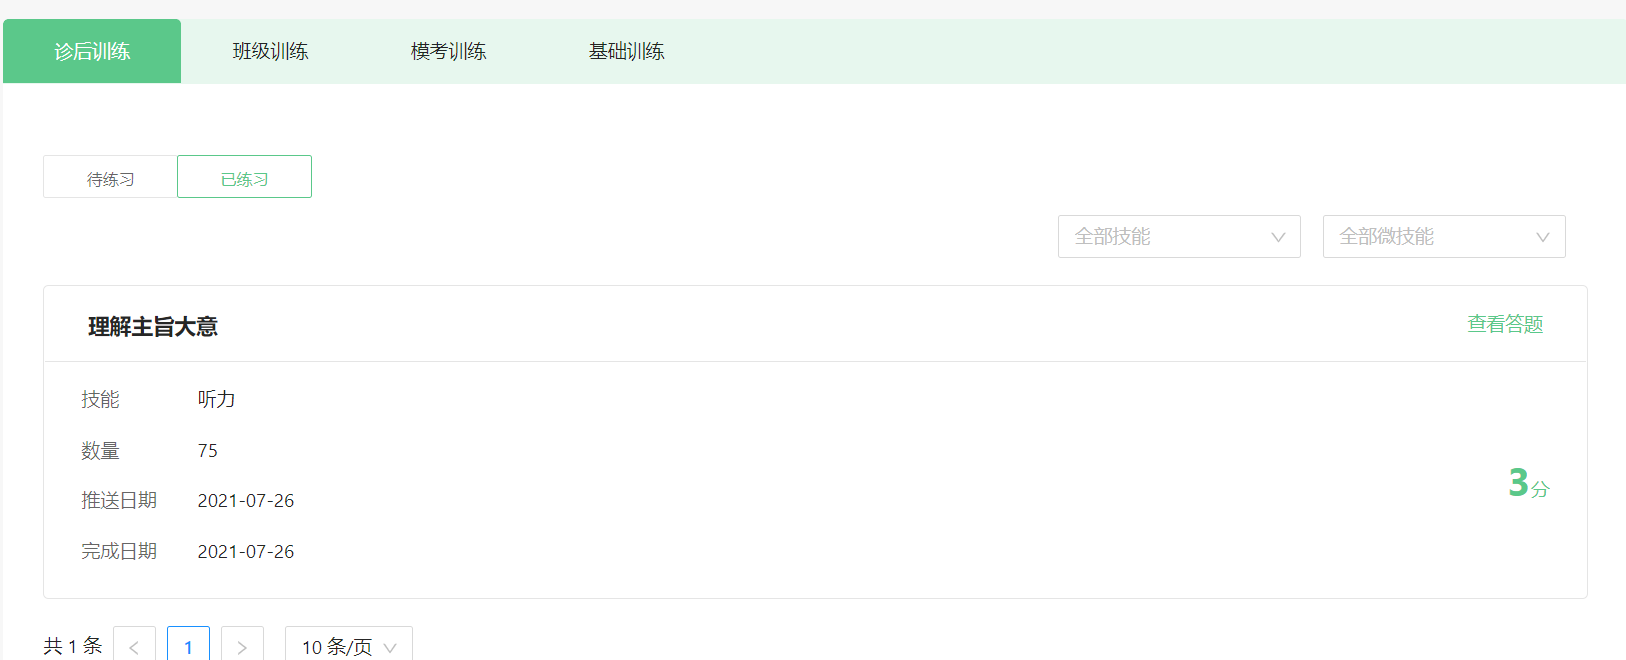 诊后训练 班级训练 模考训练 基础训练
待练习 已练习
全部技能 全部微技能
理解主旨大意 查看答题
技能 听力
数量 75
推送日期 2021-07-26
3分
完成日期 2021-07-26
共 1 条 < 1 > 10 条/页